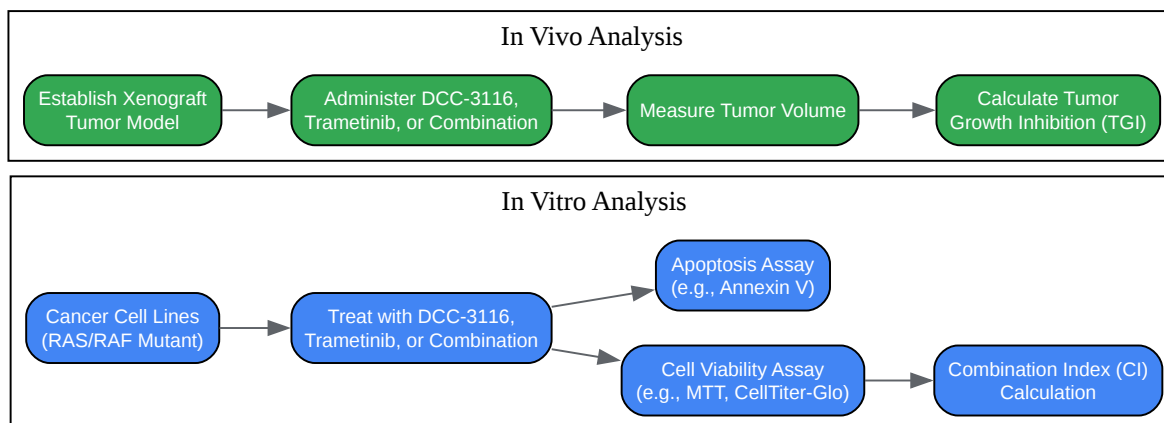 In Vivo Analysis
Establish Xenograft
Tumor Model
Administer DCC-3116,
Trametinib, or Combination
Measure Tumor Volume
Calculate Tumor
Growth Inhibition (TGI)
In Vitro Analysis
Cancer Cell Lines
(RAS/RAF Mutant)
Treat with DCC-3116,
Trametinib, or Combination
Apoptosis Assay
(e.g., Annexin V)
Cell Viability Assay
(e.g., MTT, CellTiter-Glo)
Combination Index (CI)
Calculation